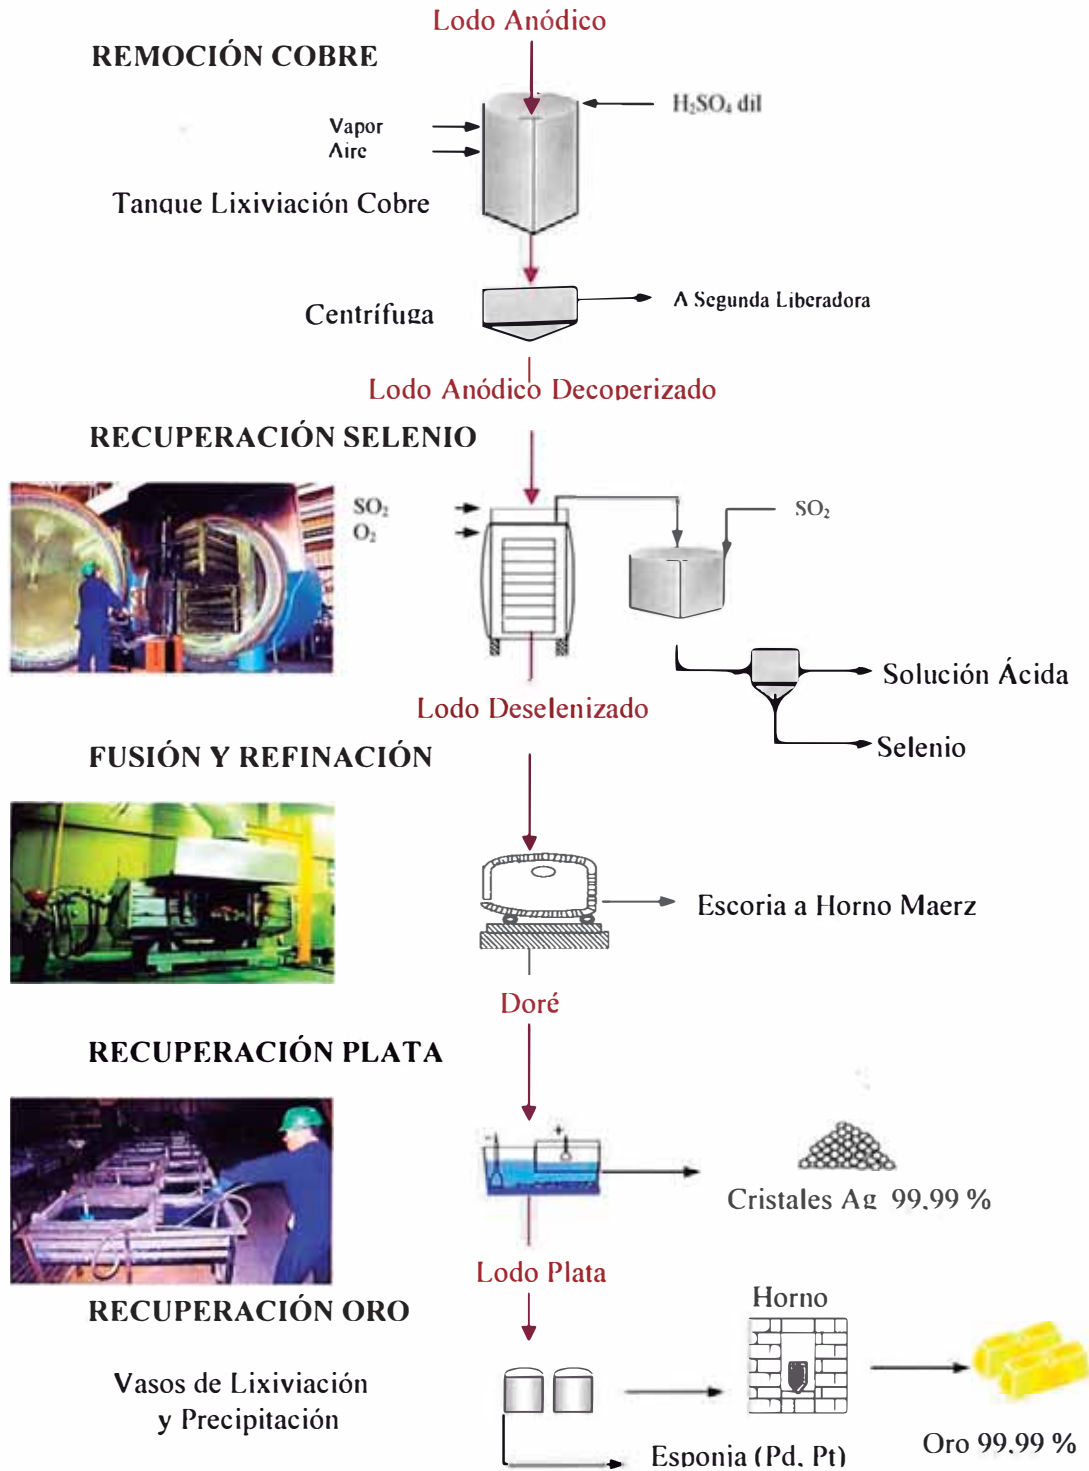 Lodo Anódico
REMOCIÓN COBRE
H₂SO₄ dil
Vapor
Aire
Tanque Lixiviación Cobre
A Segunda Liberadora
Centrífuga
Lodo Anódico Decoperizado
RECUPERACIÓN SELENIO
SO₂
O₂
SO₂
Solución Ácida
Lodo Deselenizado
Selenio
FUSIÓN Y REFINACIÓN
Escoria a Horno Maerz
Doré
RECUPERACIÓN PLATA
- +
Cristales Ag 99,99 %
Lodo Plata
RECUPERACIÓN ORO
Horno
Vasos de Lixiviación
y Precipitación
Esponja (Pd, Pt)
Oro 99,99 %